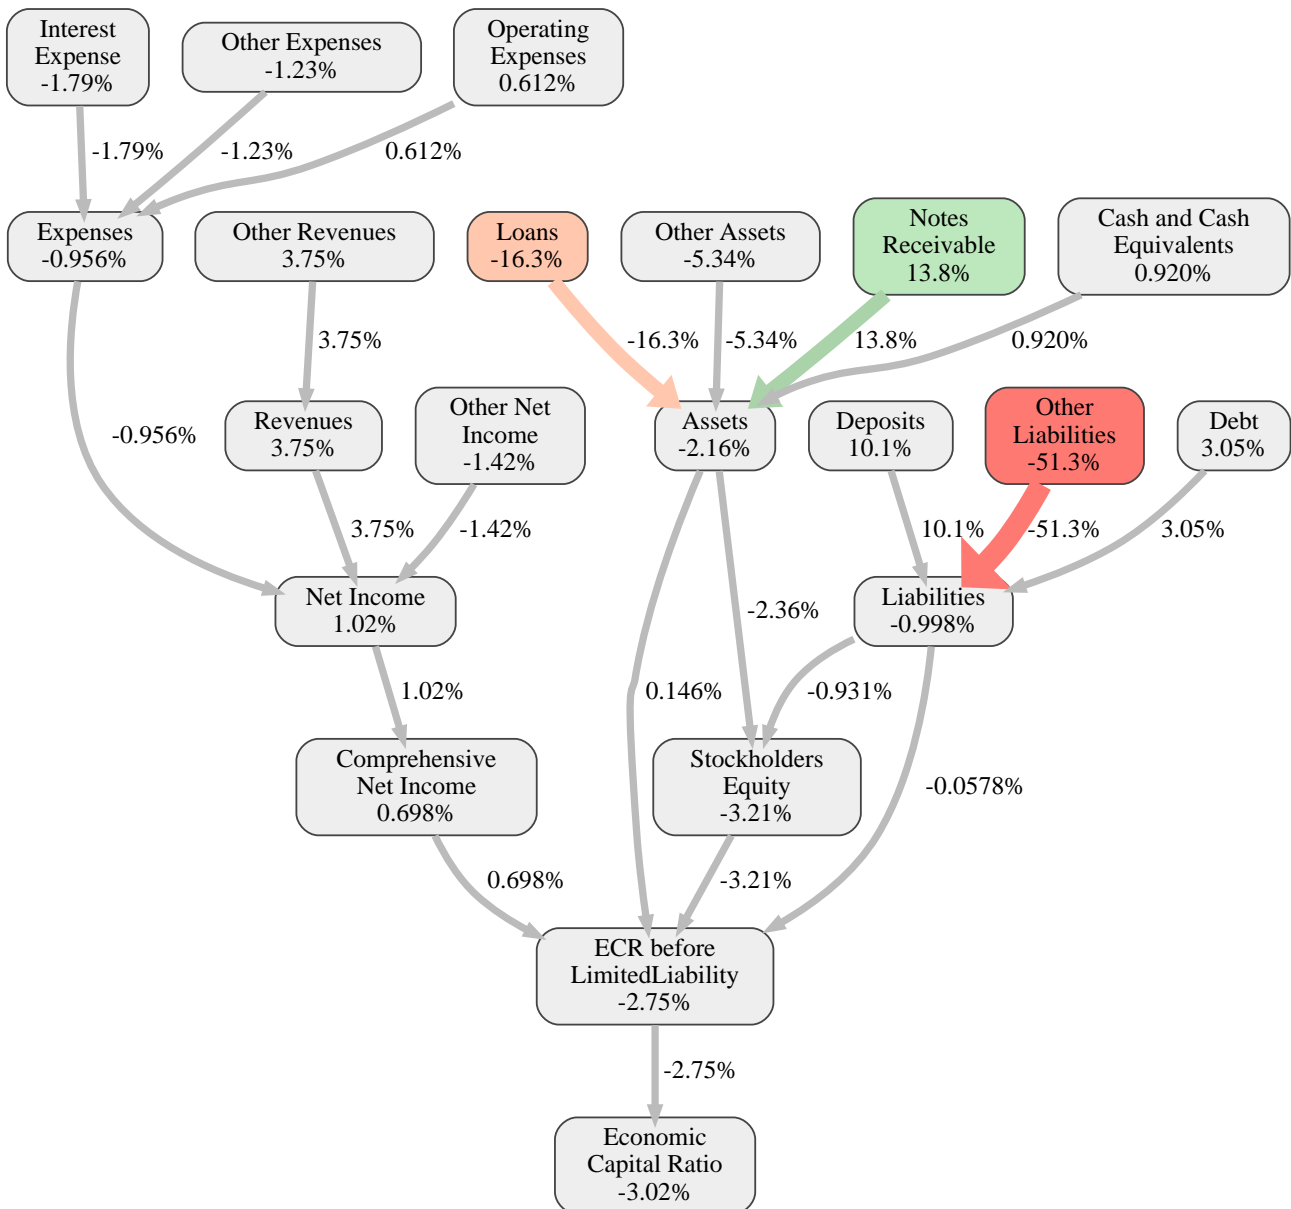 Interest
Expense
-1.79%
Other Expenses
-1.23%
Operating
Expenses
0.612%
-1.79%
-1.23%
0.612%
Expenses
-0.956%
Other Revenues
3.75%
Loans
-16.3%
Other Assets
-5.34%
Notes
Receivable
13.8%
Cash and Cash
Equivalents
0.920%
3.75%
-16.3%
-5.34%
13.8%
0.920%
-0.956%
Revenues
3.75%
Other Net
Income
-1.42%
Assets
-2.16%
Deposits
10.1%
Other
Liabilities
-51.3%
Debt
3.05%
3.75%
-1.42%
10.1%
-51.3%
3.05%
Net Income
1.02%
-2.36%
Liabilities
-0.998%
1.02%
0.146%
-0.931%
Comprehensive
Net Income
0.698%
Stockholders
Equity
-3.21%
-0.0578%
0.698%
-3.21%
ECR before
LimitedLiability
-2.75%
-2.75%
Economic
Capital Ratio
-3.02%